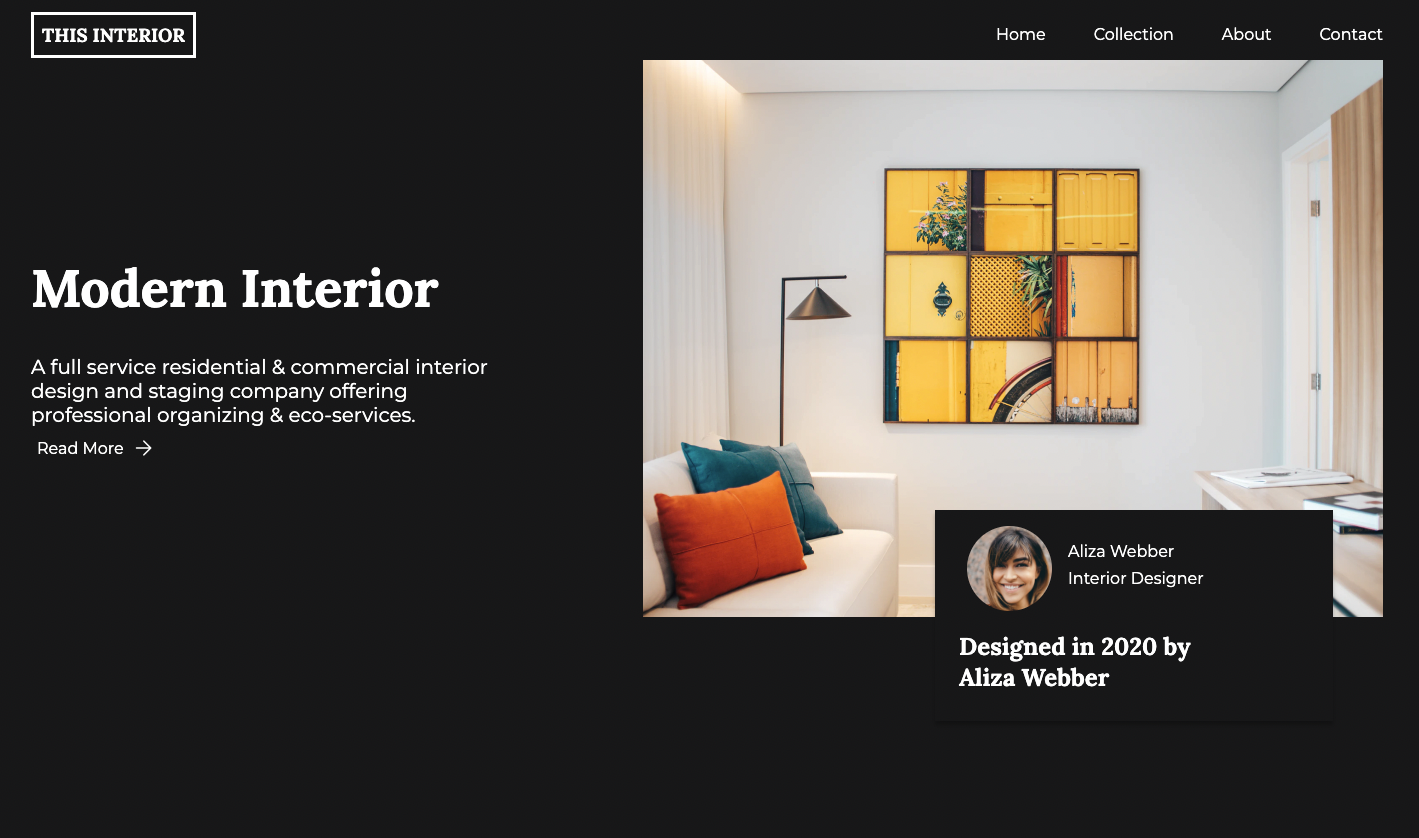 THIS INTERIOR
Home
Collection
About
Contact
Modern Interior
A full service residential & commercial interior
design and staging company offering
professional organizing & eco-services.
Read More
Aliza Webber
Interior Designer
Designed in 2020 by
Aliza Webber